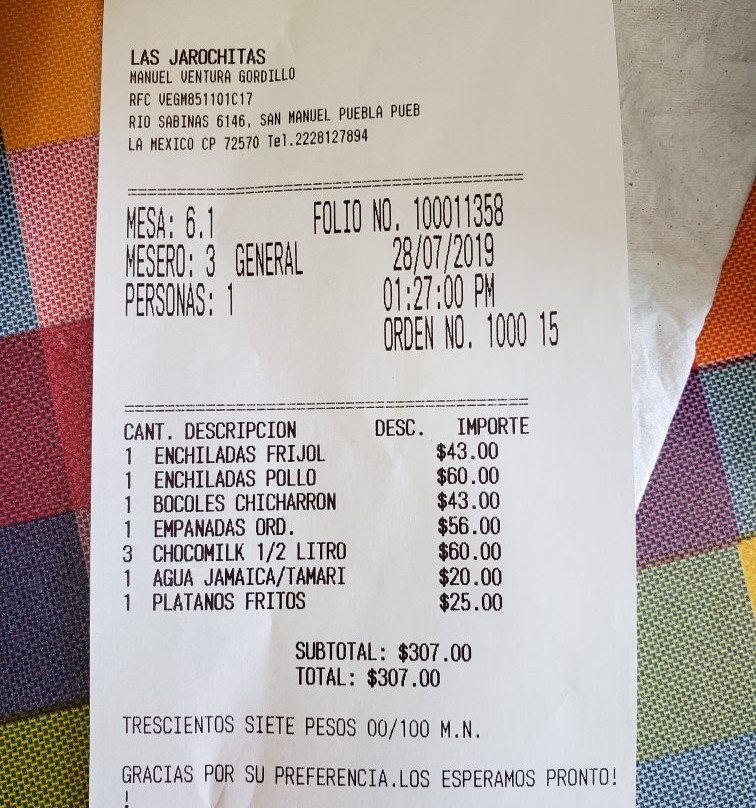 LAS JAROCHITAS
MANUEL VENTURA GORDILLO
RFC VEGM851101C17
RIO SABINAS 6146, SAN MANUEL PUEBLA PUEB
LA MEXICO CP 72570 Tel.2228127894
================================================
MESA: 6.1 FOLIO NO. 100011358
MESERO: 3 GENERAL 28/07/2019
PERSONAS: 1 01:27:00 PM
ORDEN NO. 1000 15
================================================
CANT. DESCRIPCION DESC. IMPORTE
1 ENCHILADAS FRIJOL $43.00
1 ENCHILADAS POLLO $60.00
1 BOCOLES CHICHARRON $43.00
1 EMPANADAS ORD. $56.00
3 CHOCOMILK 1/2 LITRO $60.00
1 AGUA JAMAICA/TAMARI $20.00
1 PLATANOS FRITOS $25.00
SUBTOTAL: $307.00
TOTAL: $307.00
TRESCIENTOS SIETE PESOS 00/100 M.N.
GRACIAS POR SU PREFERENCIA.LOS ESPERAMOS PRONTO!
!